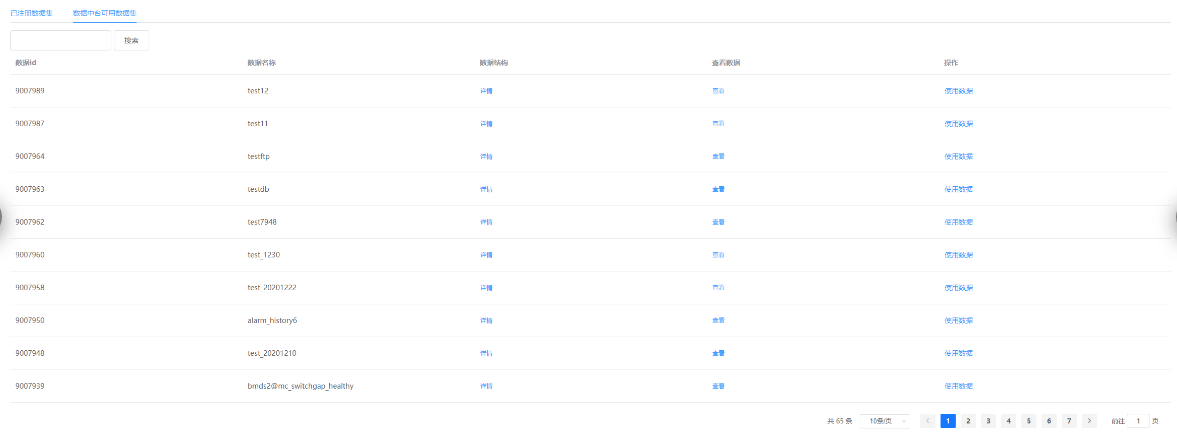 已注册数据集 数据中台可用数据集
搜索
数据id 数据名称 数据结构 查看数据 操作
9007989 test12 详情 查看 使用数据
9007987 test11 详情 查看 使用数据
9007964 testftp 详情 查看 使用数据
9007963 testdb 详情 查看 使用数据
9007962 test7948 详情 查看 使用数据
9007960 test_1230 详情 查看 使用数据
9007958 test_20201222 详情 查看 使用数据
9007950 alarm_history6 详情 查看 使用数据
9007948 test_20201210 详情 查看 使用数据
9007939 bmds2@mc_switchgap_healthy 详情 查看 使用数据
共 65 条 10条/页 1 2 3 4 5 6 7 前往 1 页